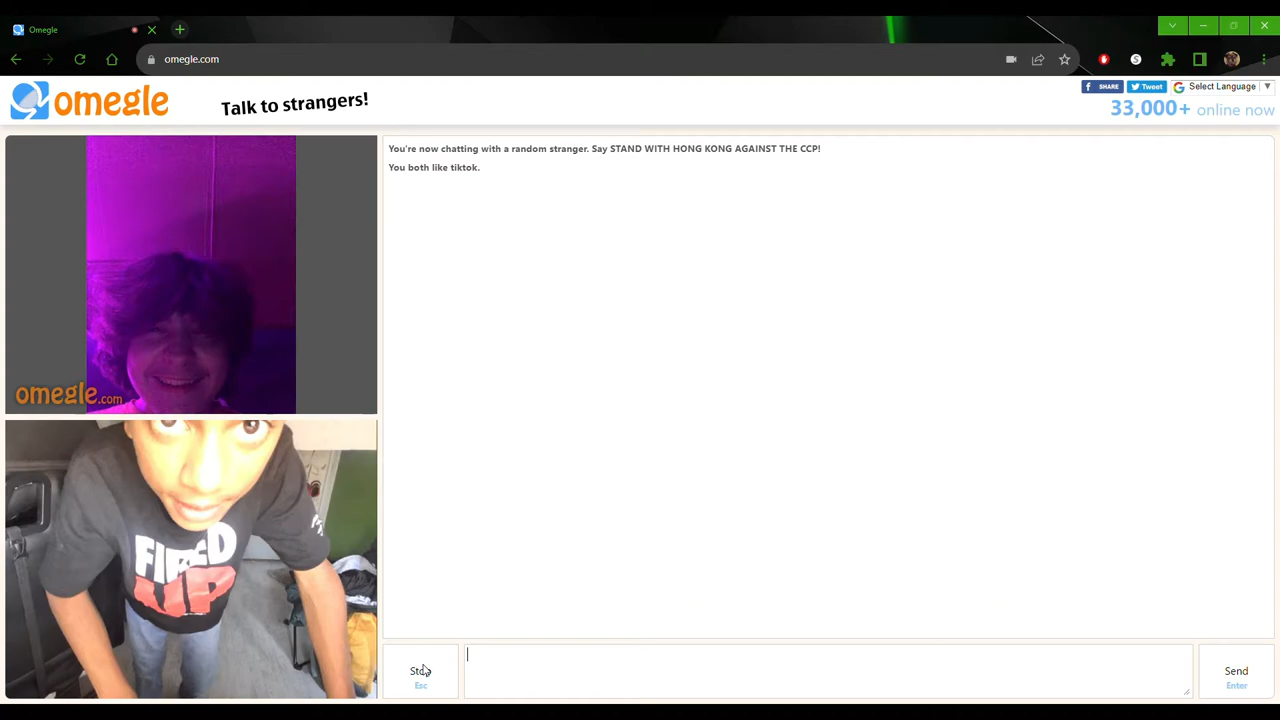 Omegle
omegle.com
omegle
Talk to strangers!
SHARE
Tweet
Select Language
33,000+ online now
You're now chatting with a random stranger. Say STAND WITH HONG KONG AGAINST THE CCP!
You both like tiktok.
omegle.com
FIRED
UP
Stop
Esc
Send
Enter